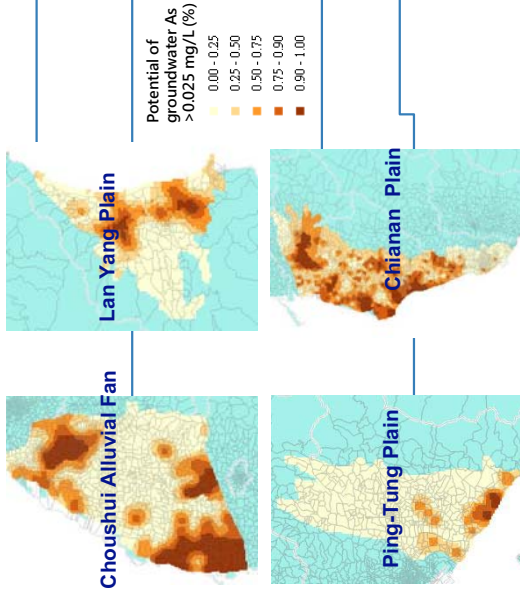 Choushui Alluvial Fan
Lan Yang Plain
Potential of
groundwater As
>0.025 mg/L (%)
0.00 - 0.25
0.25 - 0.50
0.50 - 0.75
0.75 - 0.90
0.90 - 1.00
Ping-Tung Plain
Chianan Plain